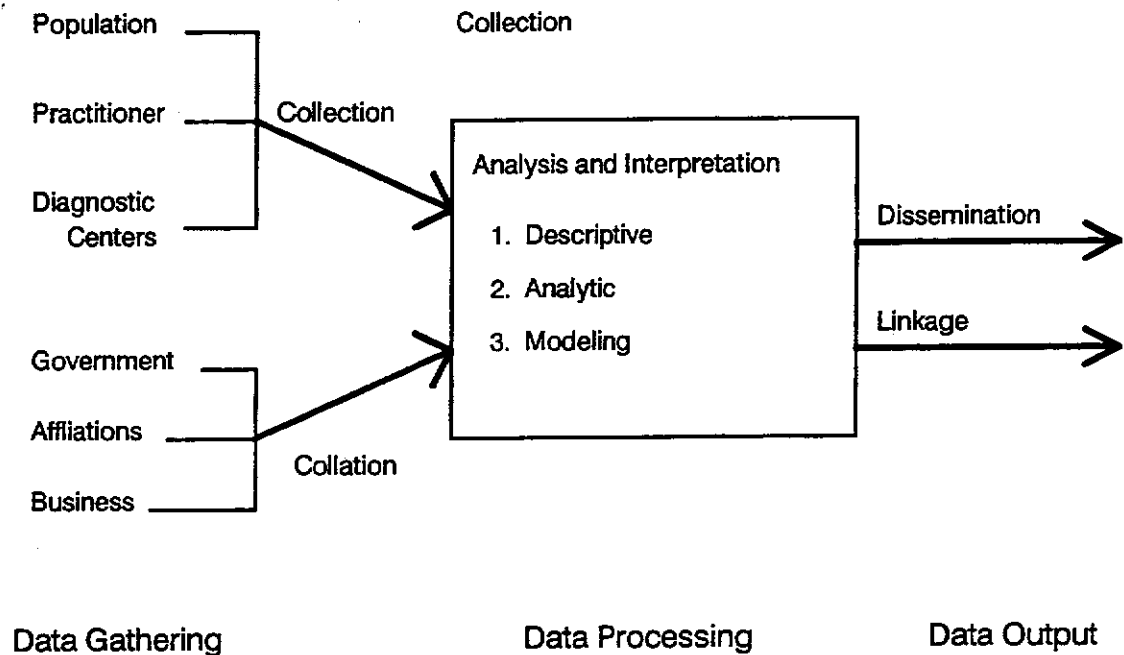 Population
Collection
Practitioner
Collection
Diagnostic
Centers
Analysis and Interpretation
1. Descriptive
2. Analytic
3. Modeling
Dissemination
Linkage
Government
Affliations
Collation
Business
Data Gathering
Data Processing
Data Output